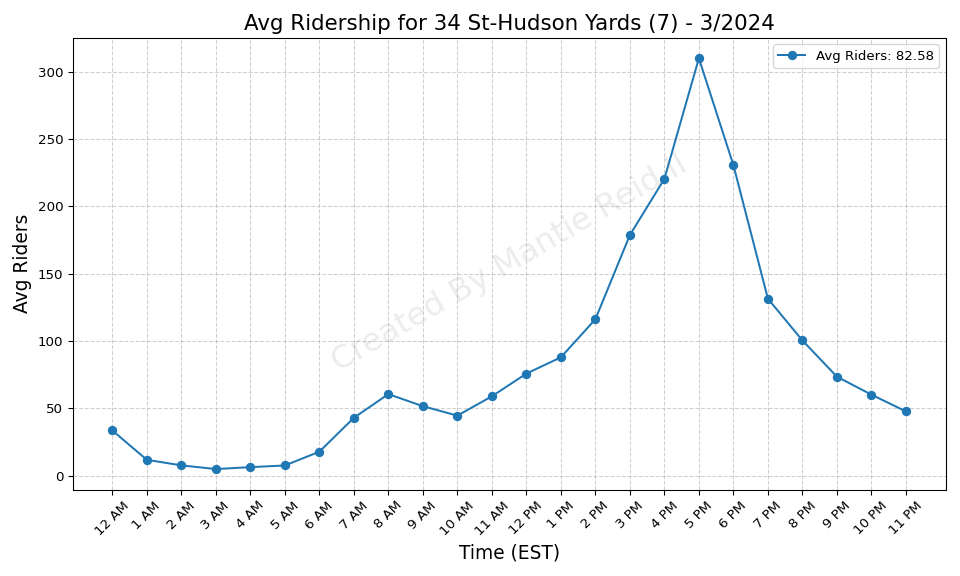 Avg Ridership for 34 St-Hudson Yards (7) - 3/2024
Avg Riders: 82.58
Avg Riders
300
250
200
150
100
50
0
Created By Mantle Reid.II
12 AM
1 AM
2 AM
3 AM
4 AM
5 AM
6 AM
7 AM
8 AM
9 AM
10 AM
11 AM
12 PM
1 PM
2 PM
3 PM
4 PM
5 PM
6 PM
7 PM
8 PM
9 PM
10 PM
11 PM
Time (EST)